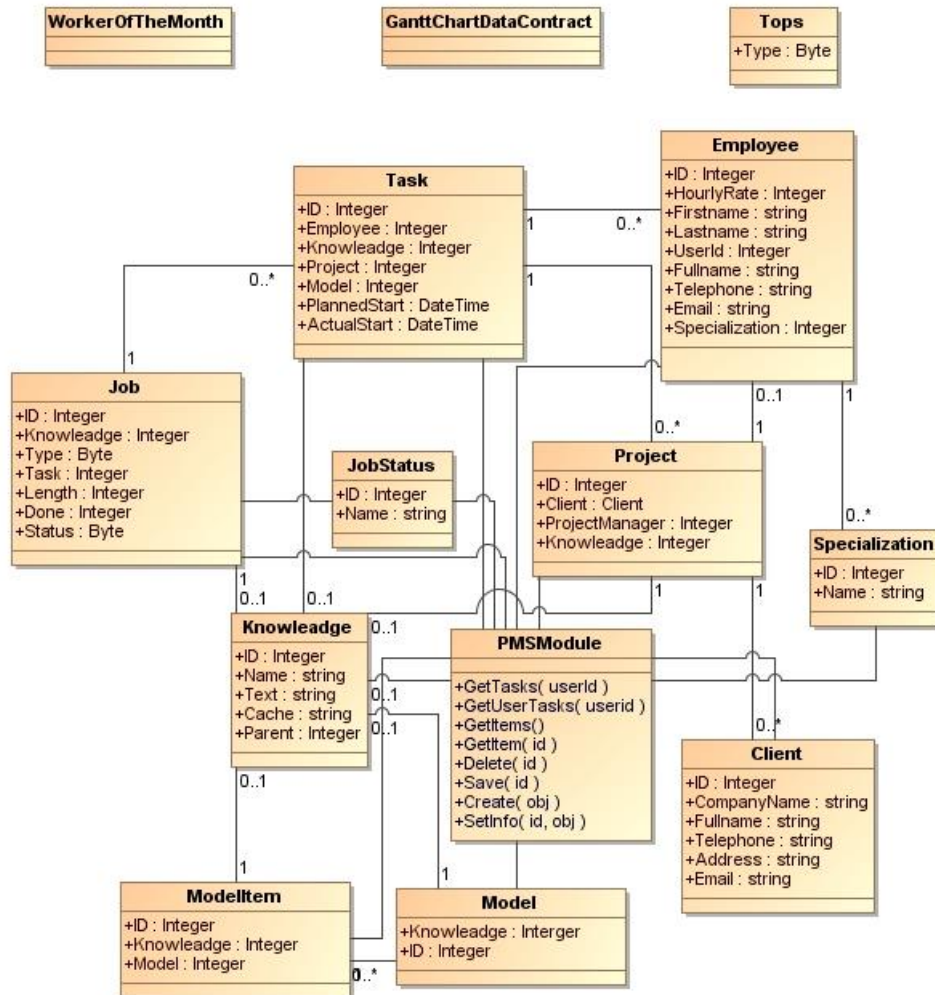 WorkerOfTheMonth
GanttChartDataContract
Tops
+Type : Byte
Employee
+ID : Integer
+HourlyRate : Integer
+Firstname : string
+Lastname : string
+UserId : Integer
+Fullname : string
+Telephone : string
+Email : string
+Specialization : Integer
Task
+ID : Integer
+Employee : Integer
+Knowleadge : Integer
+Project : Integer
+Model : Integer
+PlannedStart : DateTime
+ActualStart : DateTime
1
0..*
1
0..*
1
0..1
1
1
0..*
0..*
Job
+ID : Integer
+Knowleadge : Integer
+Type : Byte
+Task : Integer
+Length : Integer
+Done : Integer
+Status : Byte
JobStatus
+ID : Integer
+Name : string
Project
+ID : Integer
+Client : Client
+ProjectManager : Integer
+Knowleadge : Integer
Specialization
+ID : Integer
+Name : string
1
0..1
0..1
0..1
1
1
Knowleadge
+ID : Integer
+Name : string
+Text : string
+Cache : string
+Parent : Integer
0..1
0..1
0..1
PMSModule
+GetTasks( userId )
+GetUserTasks( userid )
+GetItems()
+GetItem( id )
+Delete( id )
+Save( id )
+Create( obj )
+SetInfo( id, obj )
0..*
Client
+ID : Integer
+CompanyName : string
+Fullname : string
+Telephone : string
+Address : string
+Email : string
1
1
ModelItem
+ID : Integer
+Knowleadge : Integer
+Model : Integer
0..*
Model
+Knowleadge : Interger
+ID : Integer